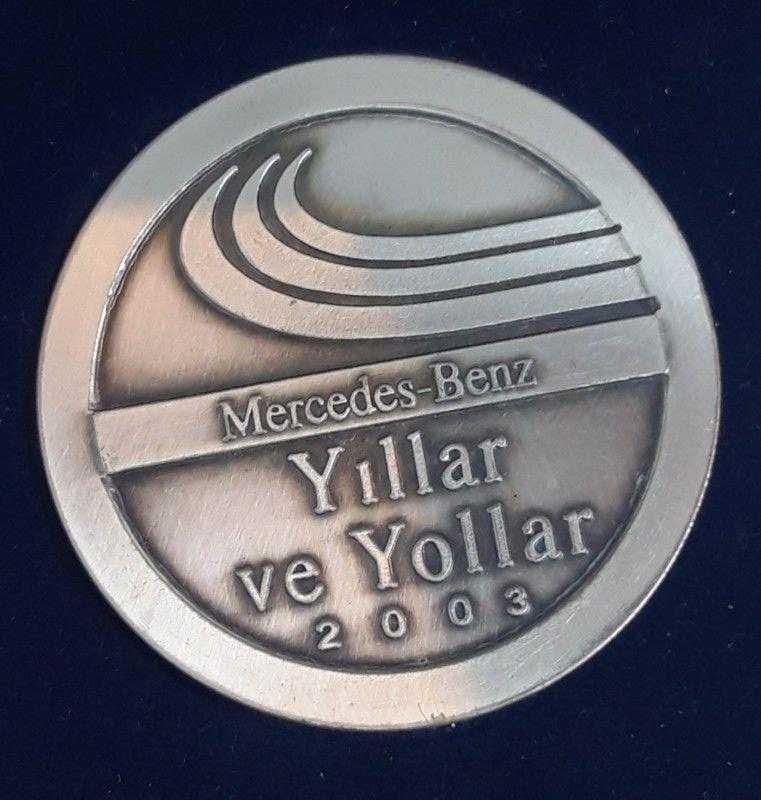 Mercedes-Benz
Yıllar
ve Yollar
2003